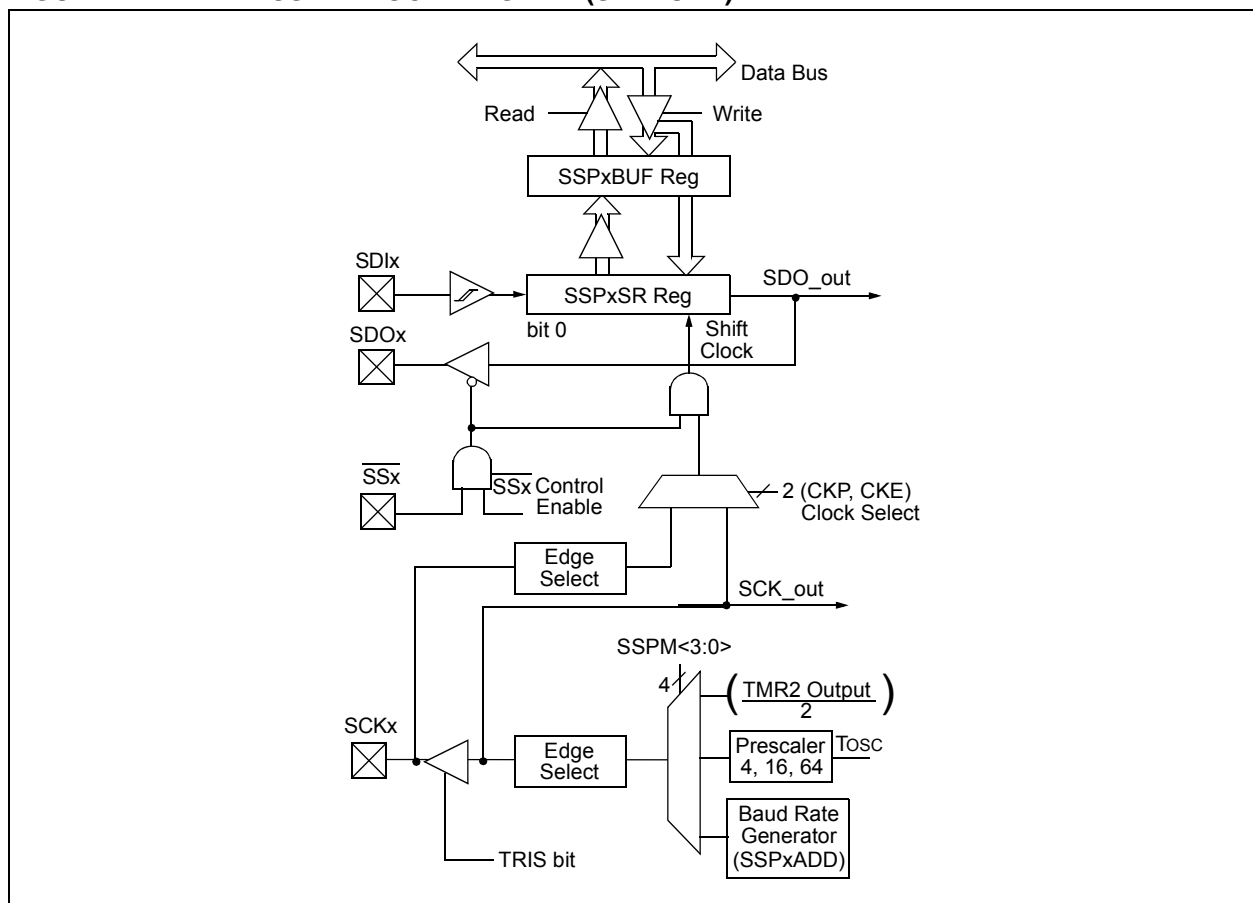 Data Bus
Read
Write
SSPxBUF Reg
SDIx
SDO_out
SSPxSR Reg
bit 0
Shift
Clock
SDOx
SSx
SSx Control
Enable
2 (CKP, CKE)
Clock Select
Edge
Select
SCK_out
SSPM<3:0>
4
(TMR2 Output)
2
SCKx
Edge
Select
Prescaler
4, 16, 64
TOSC
Baud Rate
Generator
(SSPxADD)
TRIS bit